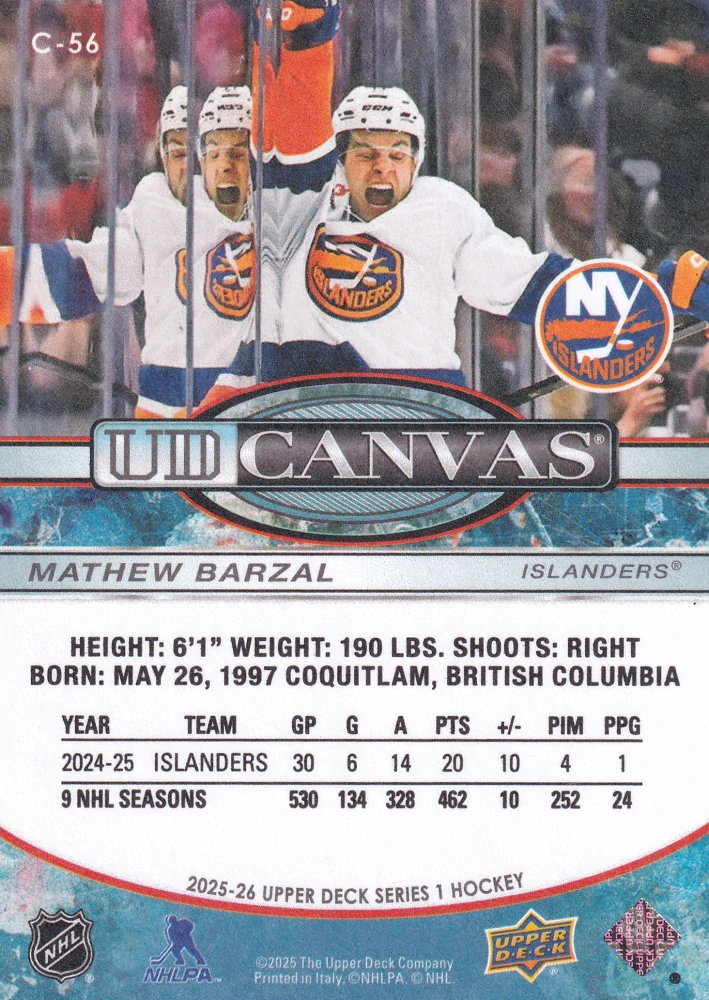 C-56
CCM
ISLANDERS
NY
ISLANDERS
UD CANVAS®
MATHEW BARZAL ISLANDERS®
HEIGHT: 6'1" WEIGHT: 190 LBS. SHOOTS: RIGHT
BORN: MAY 26, 1997 COQUITLAM, BRITISH COLUMBIA
YEAR TEAM GP G A PTS +/- PIM PPG
2024-25 ISLANDERS 30 6 14 20 10 4 1
9 NHL SEASONS 530 134 328 462 10 252 24
2025-26 UPPER DECK SERIES 1 HOCKEY
NHL
NHLPA
UPPER DECK
©2025 The Upper Deck Company
Printed in Italy. ©NHLPA. © NHL.